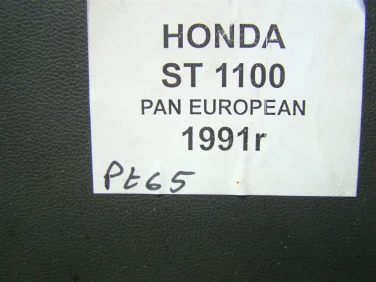 HONDA
ST 1100
PAN EUROPEAN
1991r
Pt65